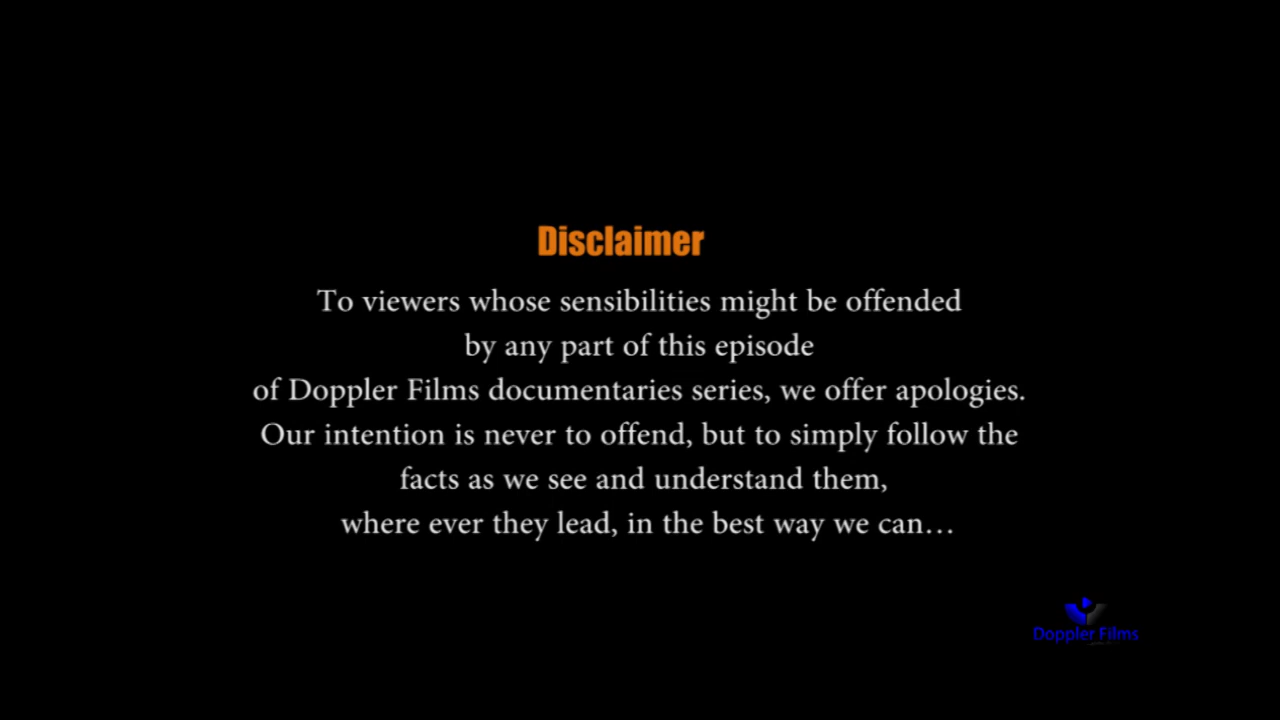 Disclaimer
To viewers whose sensibilities might be offended
by any part of this episode
of Doppler Films documentaries series, we offer apologies.
Our intention is never to offend, but to simply follow the
facts as we see and understand them,
where ever they lead, in the best way we can…
Doppler Films